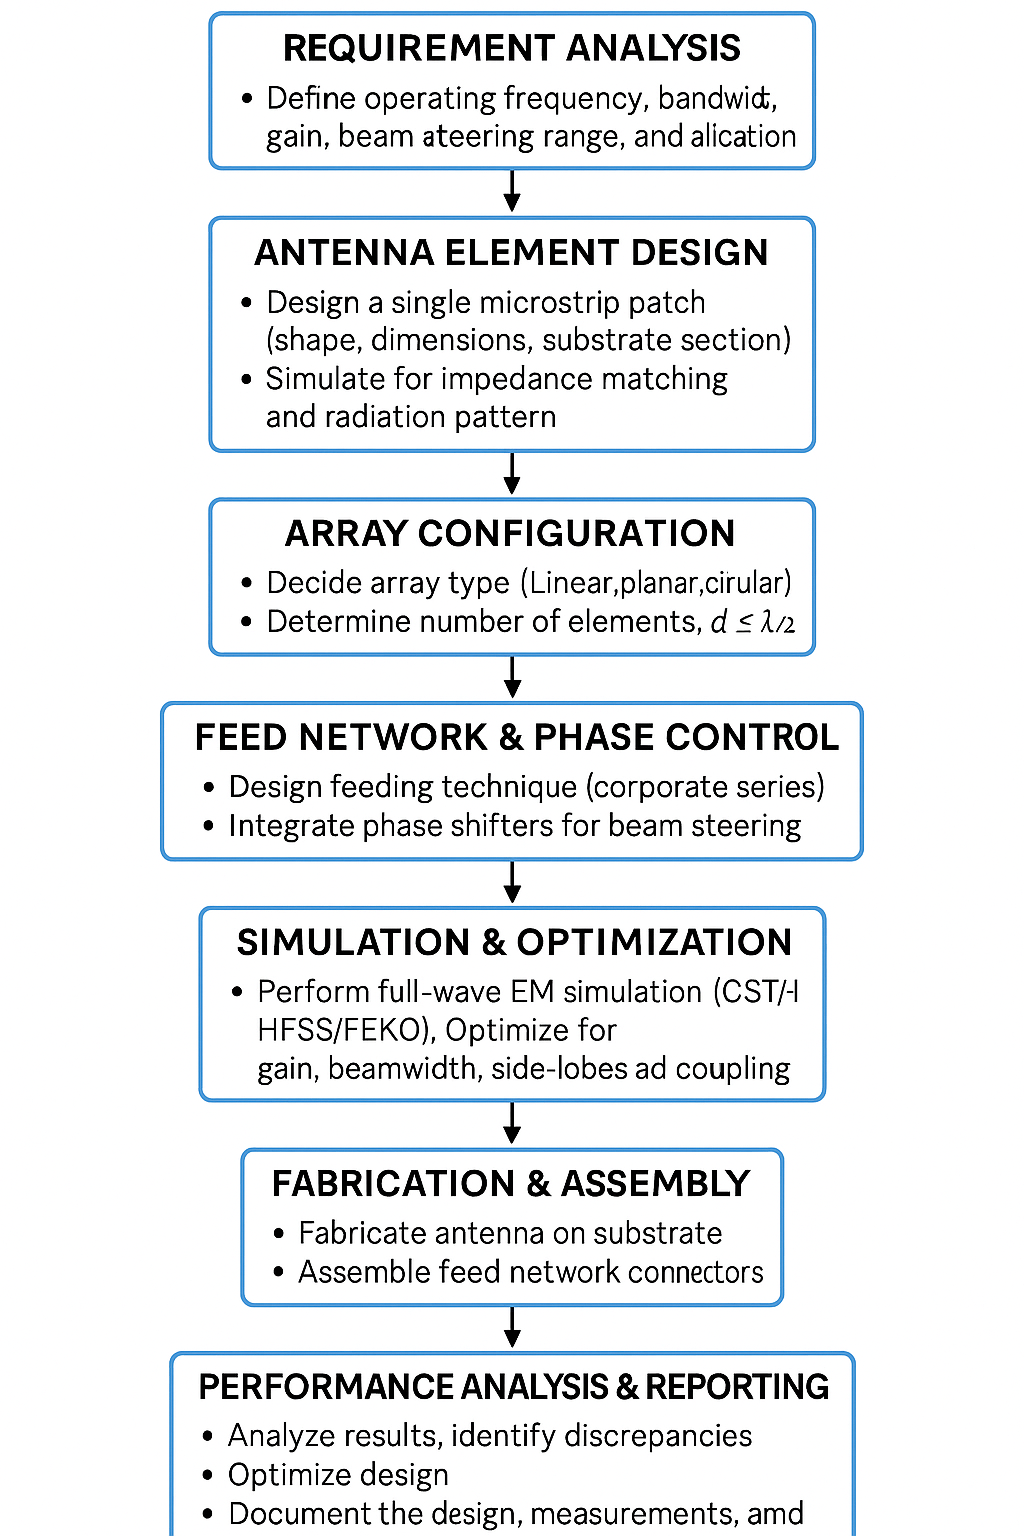 REQUIREMENT ANALYSIS
• Define operating frequency, bandwid,
gain, beam ateering range, and alication
ANTENNA ELEMENT DESIGN
• Design a single microstrip patch
(shape, dimensions, substrate section)
• Simulate for impedance matching
and radiation pattern
ARRAY CONFIGURATION
• Decide array type (Linear,planar,cirular)
• Determine number of elements, d ≤ λ/2
FEED NETWORK & PHASE CONTROL
• Design feeding technique (corporate series)
• Integrate phase shifters for beam steering
SIMULATION & OPTIMIZATION
• Perform full-wave EM simulation (CST/-I
HFSS/FEKO), Optimize for
gain, beamwidth, side-lobes ad coupling
FABRICATION & ASSEMBLY
• Fabricate antenna on substrate
• Assemble feed network connectors
PERFORMANCE ANALYSIS & REPORTING
• Analyze results, identify discrepancies
• Optimize design
• Document the design, measurements, amd